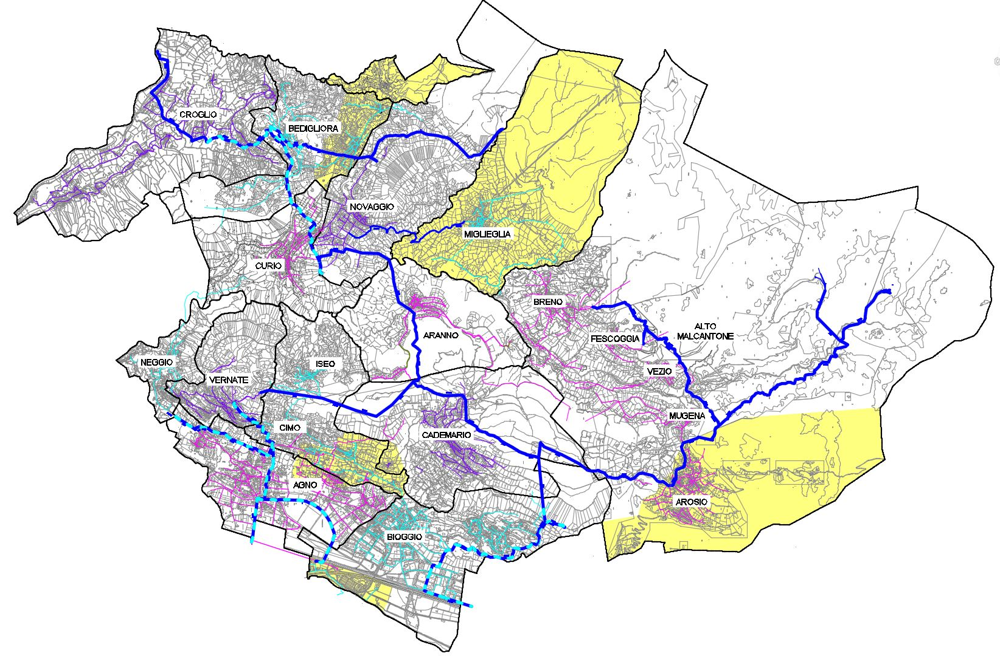 CROGLIO
BEDIGLIORA
NOVAGGIO
MIGLIEGLIA
CURIO
BRENO
ARANNO
FESCOGGIA
ALTO
MALCANTONE
NEGGIO
ISEO
VEZIO
VERNATE
MUGENA
CIMO
CADEMARIO
AGNO
AROSIO
BIOGGIO